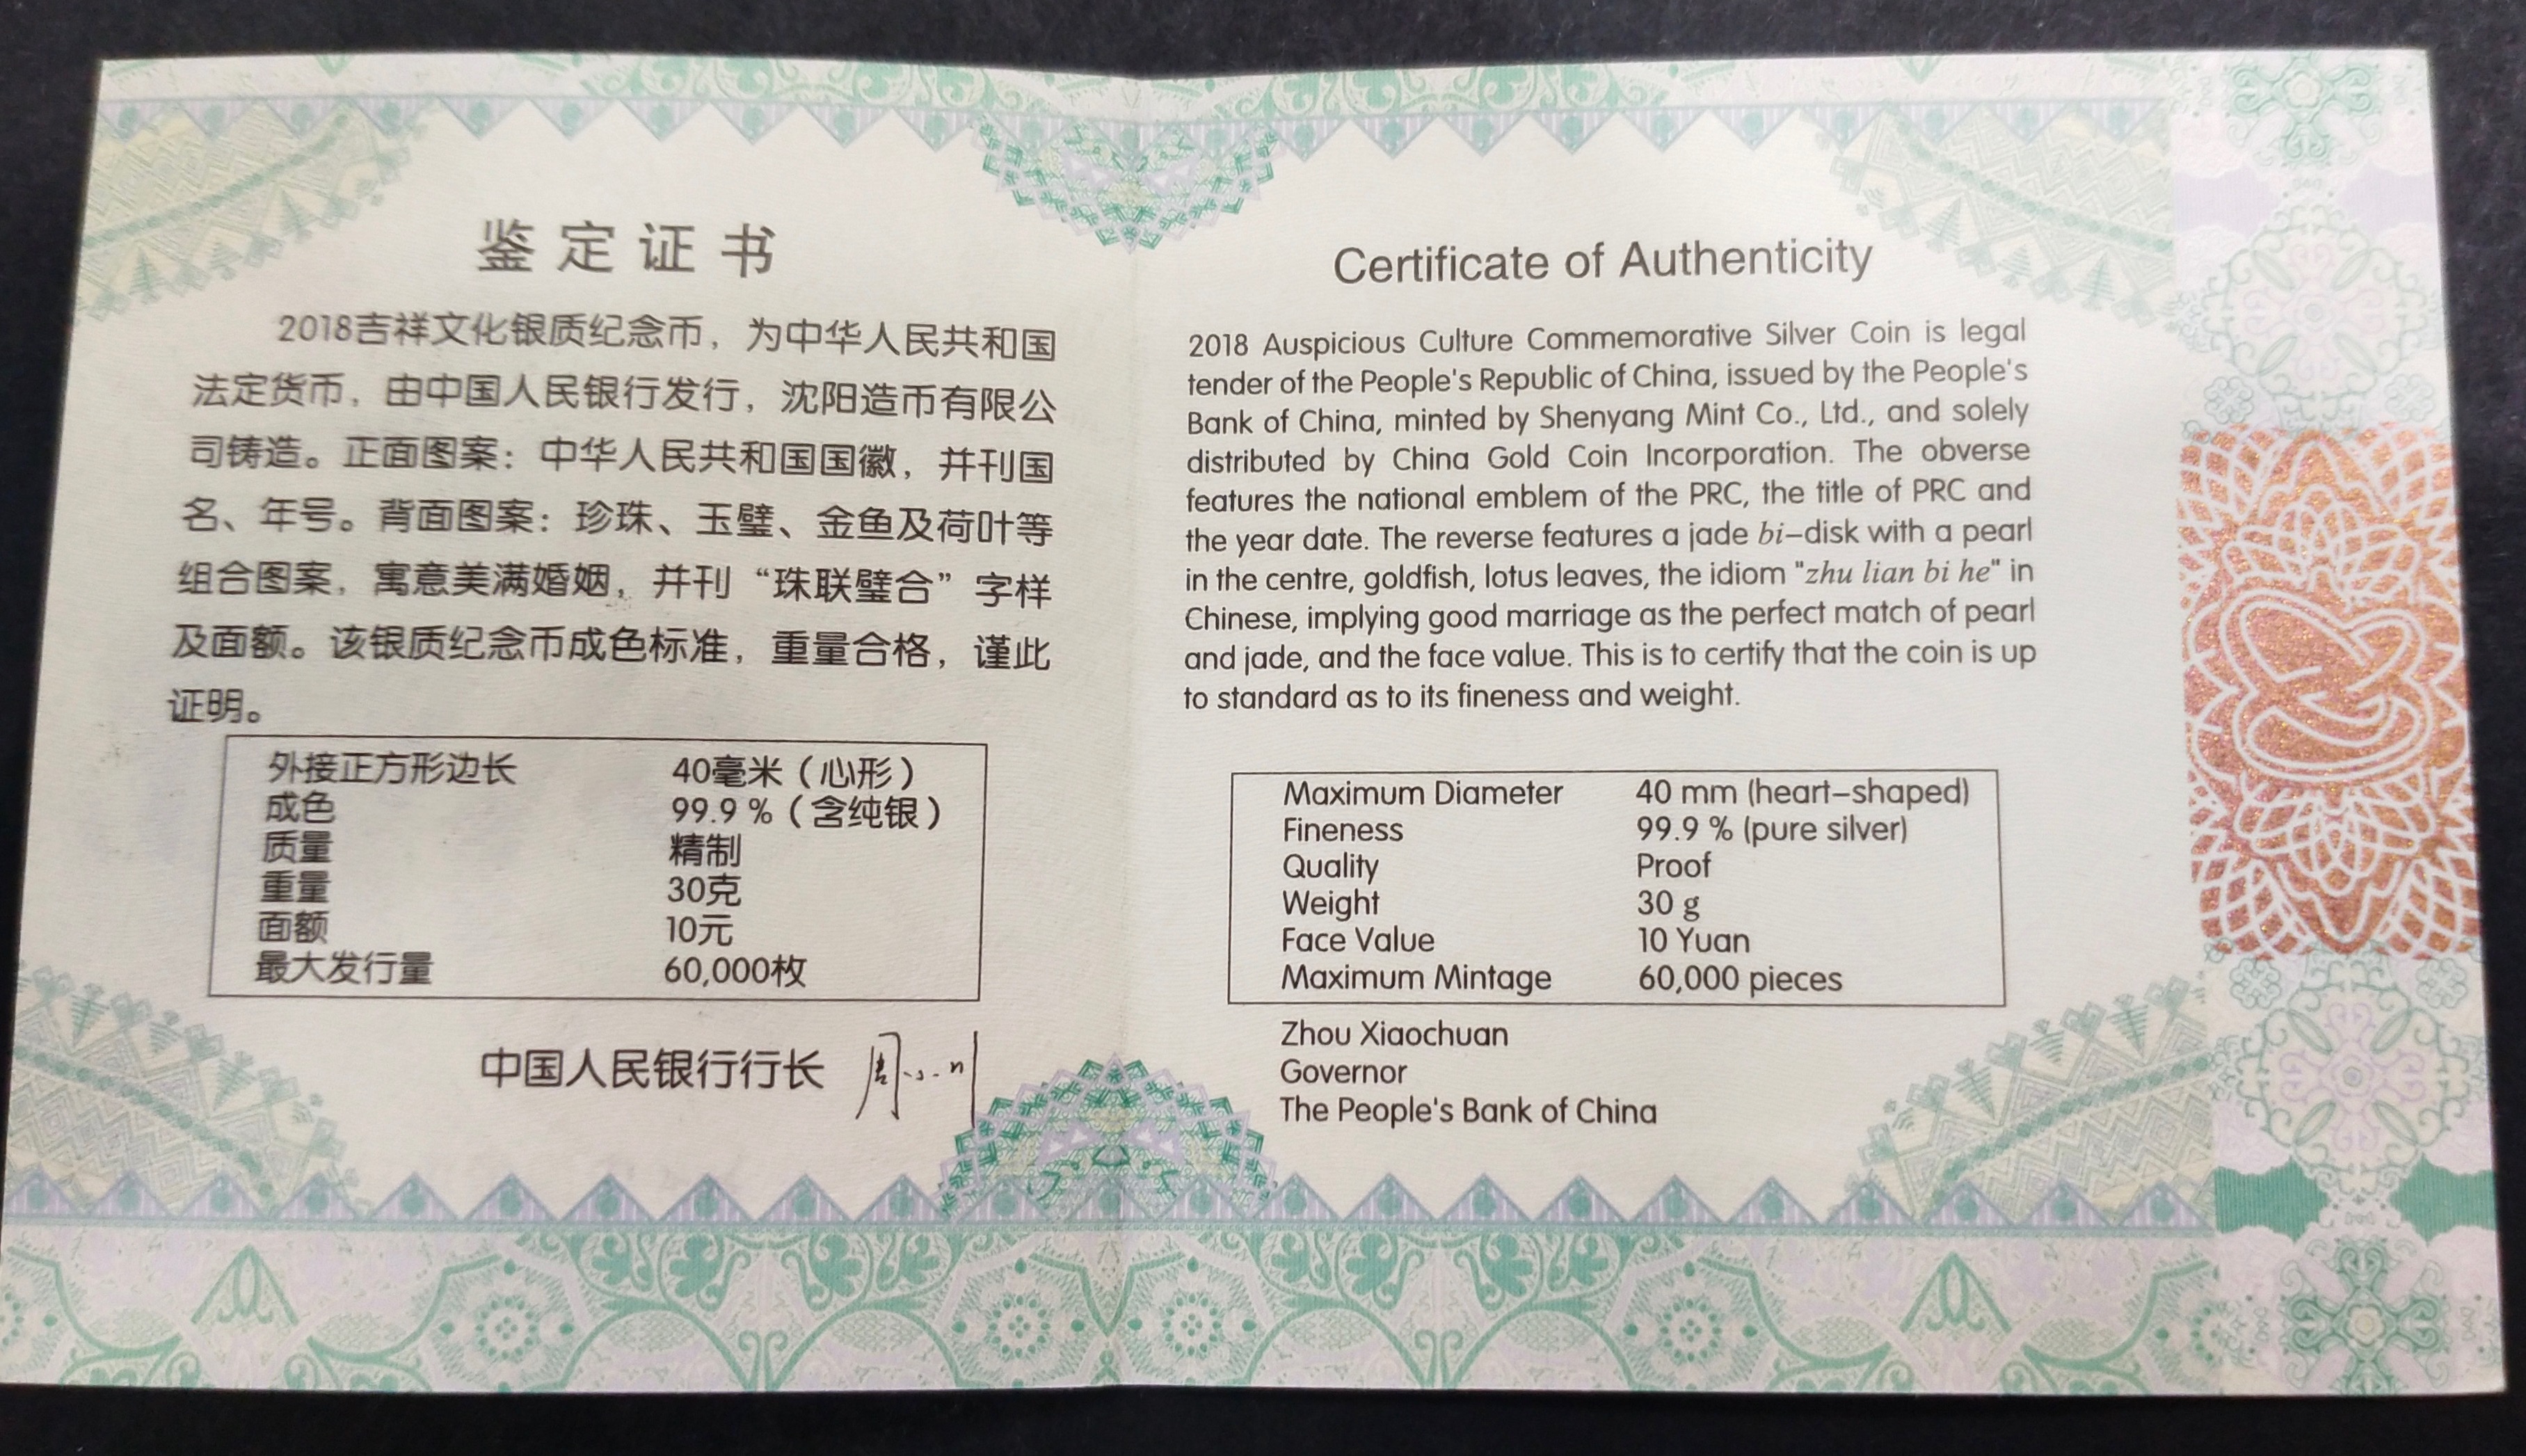 鉴定证书
2018吉祥文化银质纪念币，为中华人民共和国
法定货币，由中国人民银行发行，沈阳造币有限公
司铸造。正面图案：中华人民共和国国徽，并刊国
名、年号。背面图案：珍珠、玉璧、金鱼及荷叶等
组合图案，寓意美满婚姻，并刊“珠联璧合”字样
及面额。该银质纪念币成色标准，重量合格，谨此
证明。
外接正方形边长 40毫米（心形）
成色 99.9 %（含纯银）
质量 精制
重量 30克
面额 10元
最大发行量 60,000枚
中国人民银行行长 周小川
Certificate of Authenticity
2018 Auspicious Culture Commemorative Silver Coin is legal
tender of the People's Republic of China, issued by the People's
Bank of China, minted by Shenyang Mint Co., Ltd., and solely
distributed by China Gold Coin Incorporation. The obverse
features the national emblem of the PRC, the title of PRC and
the year date. The reverse features a jade bi–disk with a pearl
in the centre, goldfish, lotus leaves, the idiom "zhu lian bi he" in
Chinese, implying good marriage as the perfect match of pearl
and jade, and the face value. This is to certify that the coin is up
to standard as to its fineness and weight.
Maximum Diameter 40 mm (heart–shaped)
Fineness 99.9 % (pure silver)
Quality Proof
Weight 30 g
Face Value 10 Yuan
Maximum Mintage 60,000 pieces
Zhou Xiaochuan
Governor
The People's Bank of China